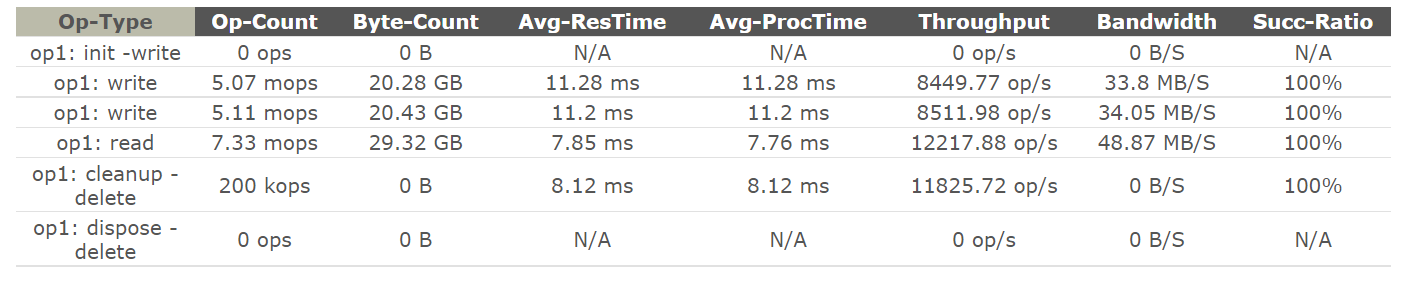 Op-Type Op-Count Byte-Count Avg-ResTime Avg-ProcTime Throughput Bandwidth Succ-Ratio
op1: init -write 0 ops 0 B N/A N/A 0 op/s 0 B/S N/A
op1: write 5.07 mops 20.28 GB 11.28 ms 11.28 ms 8449.77 op/s 33.8 MB/S 100%
op1: write 5.11 mops 20.43 GB 11.2 ms 11.2 ms 8511.98 op/s 34.05 MB/S 100%
op1: read 7.33 mops 29.32 GB 7.85 ms 7.76 ms 12217.88 op/s 48.87 MB/S 100%
op1: cleanup -
delete 200 kops 0 B 8.12 ms 8.12 ms 11825.72 op/s 0 B/S 100%
op1: dispose -
delete 0 ops 0 B N/A N/A 0 op/s 0 B/S N/A